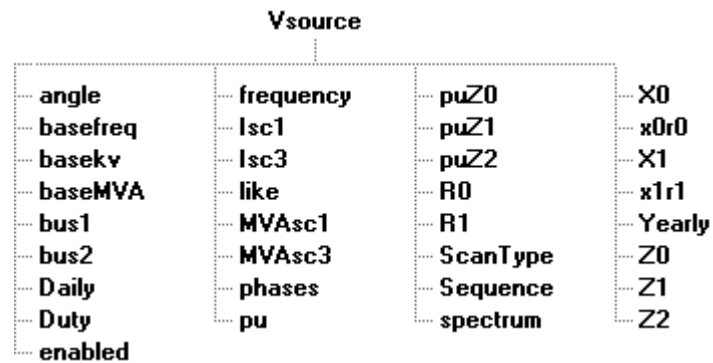 Vsource
angle
basefreq
basekv
baseMVA
bus1
bus2
Daily
Duty
enabled
frequency
Isc1
Isc3
like
MVAsc1
MVAsc3
phases
pu
puZ0
puZ1
puZ2
R0
R1
ScanType
Sequence
spectrum
X0
x0r0
X1
x1r1
Yearly
Z0
Z1
Z2